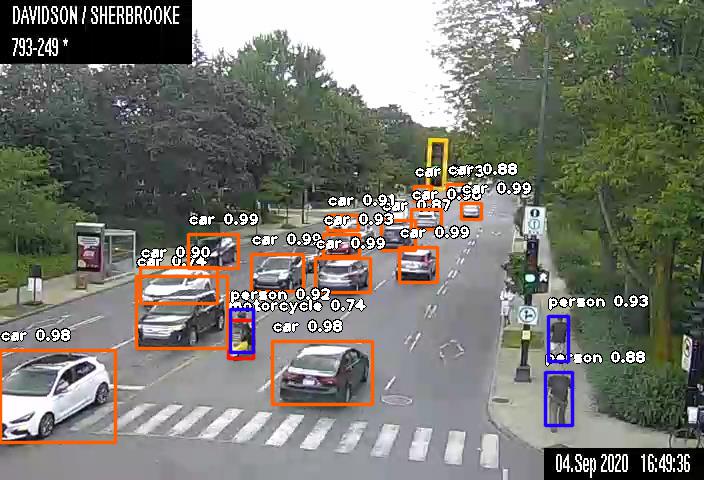 DAVIDSON / SHERBROOKE
793-249 *
car 0.88
car 0.99
car 0.91
car 0.93
car 0.99
car 0.99
car 0.99
car 0.99
car 0.90
car 0.74
person 0.92
motorcycle 0.74
person 0.93
car 0.98
car 0.98
person 0.88
04.Sep 2020 16:49:36